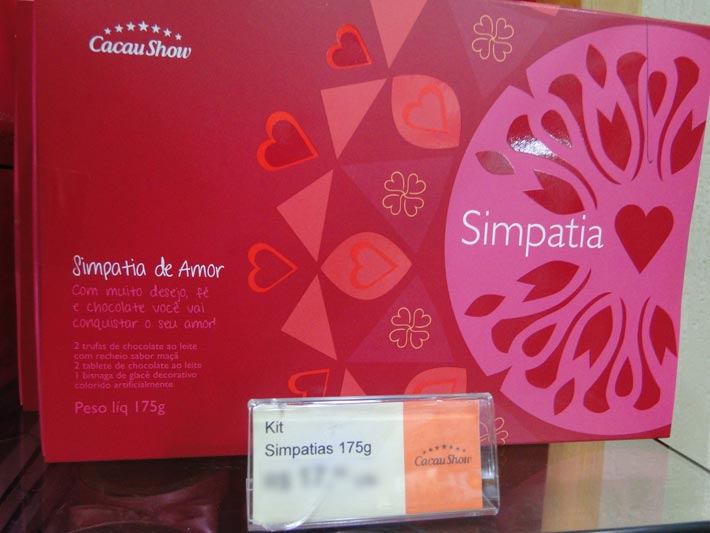 Cacau Show
Simpatia
Simpatia de Amor
Com muito desejo, fé
e chocolate você vai
conquistar o seu amor!
2 trufas de chocolate ao leite
com recheio sabor maçã
2 tablete de chocolate ao leite
1 bisnaga de glacê decorativo
colorido artificialmente
Peso líq 175g
Kit
Simpatias 175g
Cacau Show